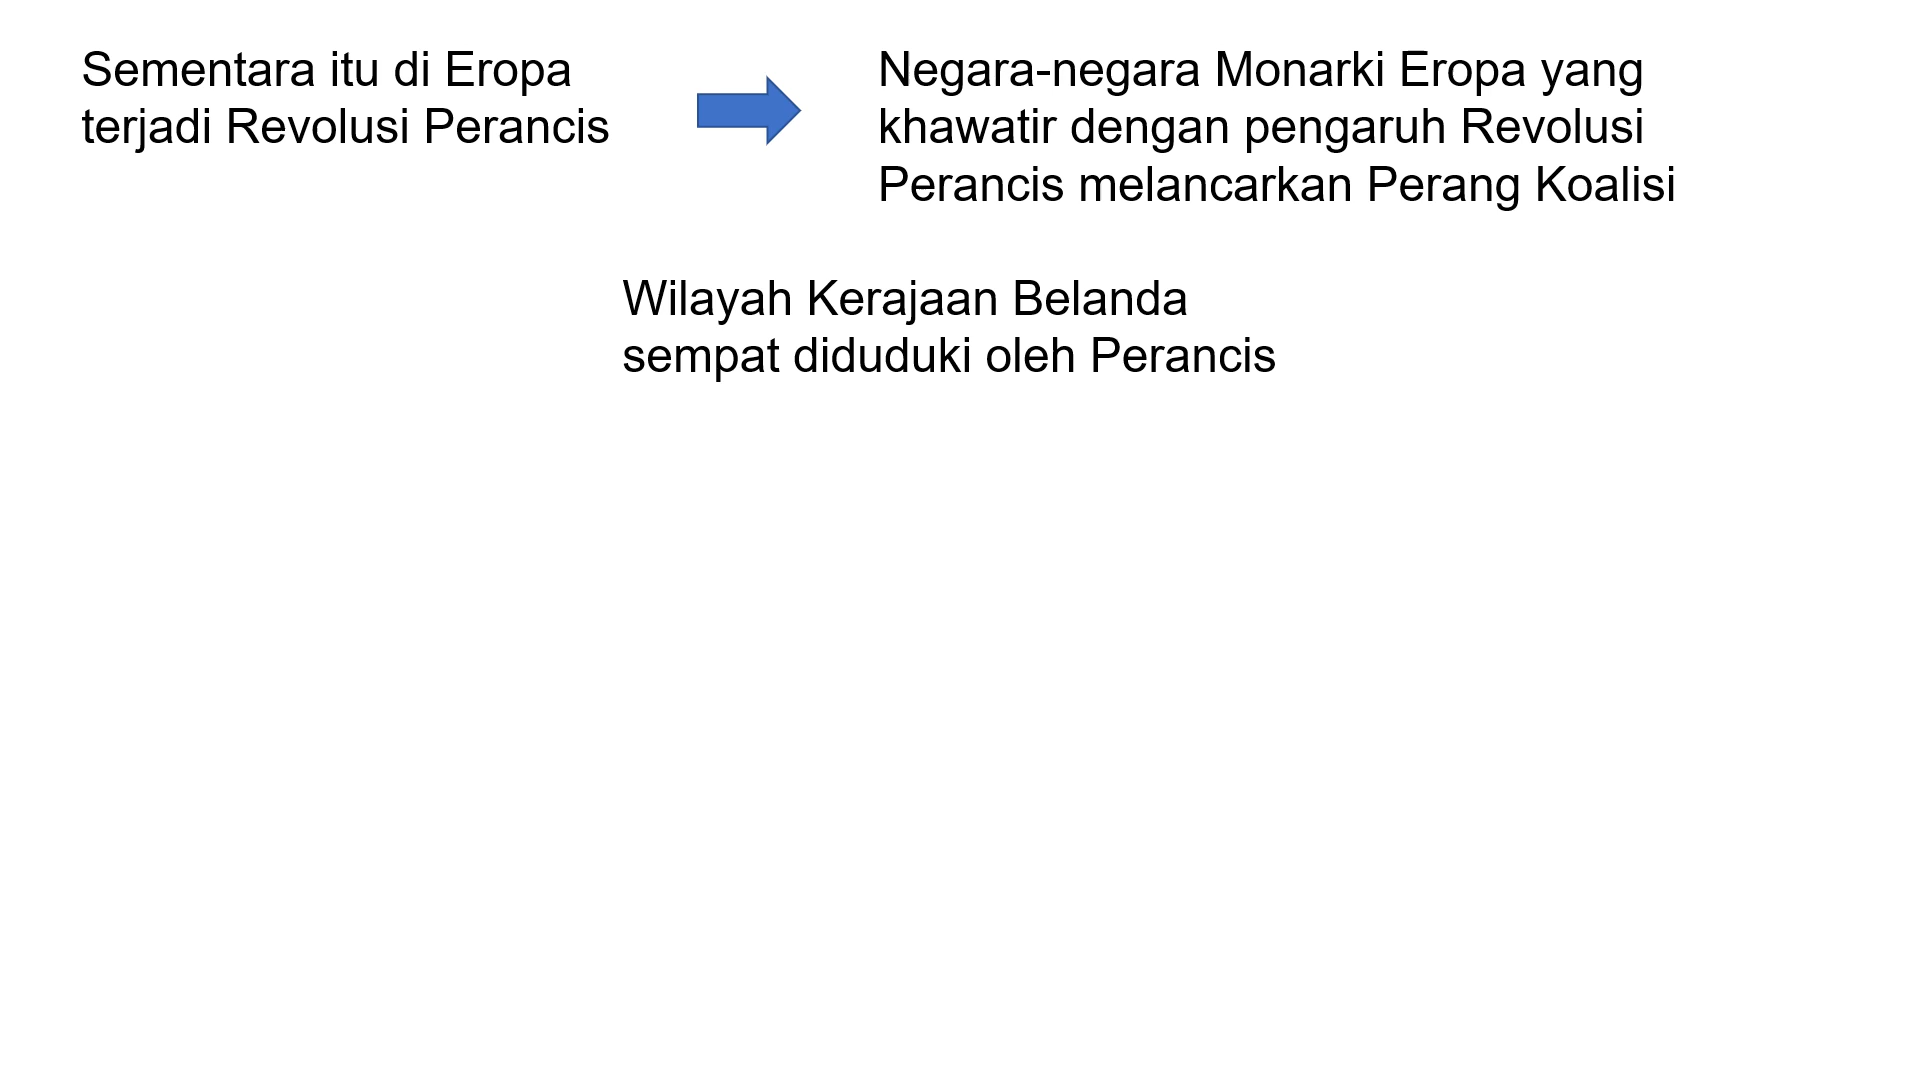 Sementara itu di Eropa
terjadi Revolusi Perancis
Negara-negara Monarki Eropa yang
khawatir dengan pengaruh Revolusi
Perancis melancarkan Perang Koalisi
Wilayah Kerajaan Belanda
sempat diduduki oleh Perancis